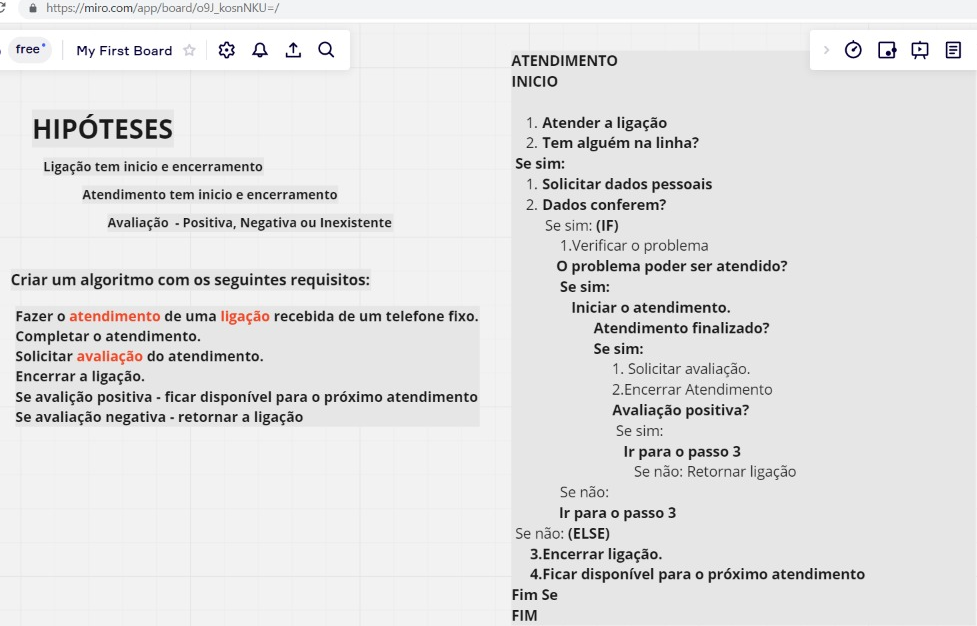 https://miro.com/app/board/o9J_kosnNKU=/
free
My First Board
HIPÓTESES
Ligação tem inicio e encerramento
Atendimento tem inicio e encerramento
Avaliação - Positiva, Negativa ou Inexistente
Criar um algoritmo com os seguintes requisitos:
Fazer o atendimento de uma ligação recebida de um telefone fixo.
Completar o atendimento.
Solicitar avaliação do atendimento.
Encerrar a ligação.
Se avalição positiva - ficar disponível para o próximo atendimento
Se avaliação negativa - retornar a ligação
ATENDIMENTO
INICIO
1. Atender a ligação
2. Tem alguém na linha?
Se sim:
1. Solicitar dados pessoais
2. Dados conferem?
Se sim: (IF)
1.Verificar o problema
O problema poder ser atendido?
Se sim:
Iniciar o atendimento.
Atendimento finalizado?
Se sim:
1. Solicitar avaliação.
2.Encerrar Atendimento
Avaliação positiva?
Se sim:
Ir para o passo 3
Se não: Retornar ligação
Se não:
Ir para o passo 3
Se não: (ELSE)
3.Encerrar ligação.
4.Ficar disponível para o próximo atendimento
Fim Se
FIM